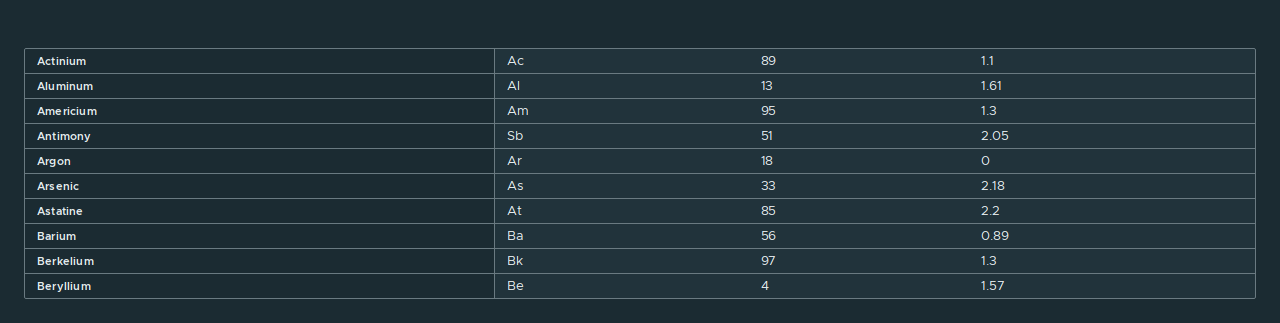 Actinium Ac 89 1.1
Aluminum Al 13 1.61
Americium Am 95 1.3
Antimony Sb 51 2.05
Argon Ar 18 0
Arsenic As 33 2.18
Astatine At 85 2.2
Barium Ba 56 0.89
Berkelium Bk 97 1.3
Beryllium Be 4 1.57